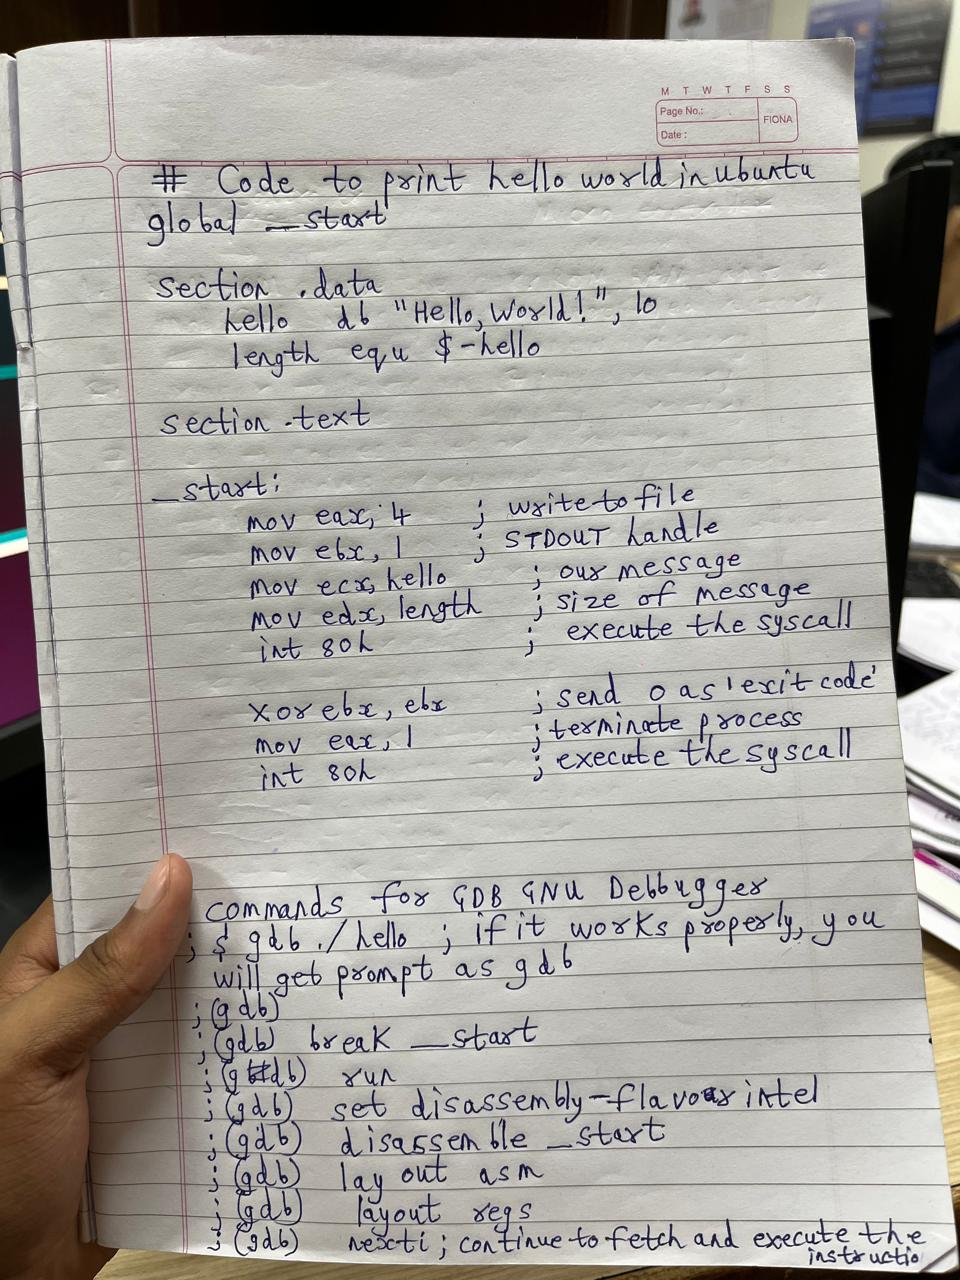 M T W T F S S
Page No.:
FIONA
Date :
# Code to print hello world in ubuntu
global _start
section .data
hello db "Hello, World!", 10
length equ $-hello
section .text
_start:
mov eax, 4 ; write to file
mov ebx, 1 ; STDOUT handle
mov ecx, hello ; our message
mov edx, length ; size of message
int 80h ; execute the syscall
xor ebx, ebx ; send 0 as 'exit code'
mov eax, 1 ; terminate process
int 80h ; execute the syscall
commands for GDB GNU Debbugger
; $ gdb ./hello ; if it works properly, you
will get prompt as gdb
; (gdb)
; (gdb) break _start
; (gdb) run
; (gdb) set disassembly-flavour intel
; (gdb) disassemble _start
; (gdb) layout asm
; (gdb) layout regs
; (gdb) nexti ; continue to fetch and execute the
instructio